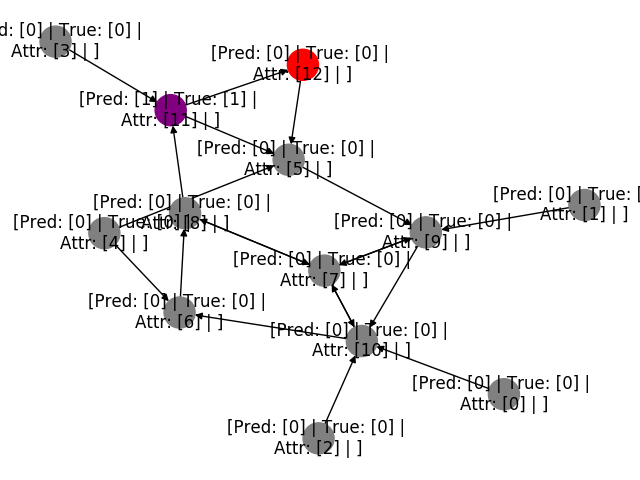 d: [0] | True: [0] |
Attr: [3] | ]
[Pred: [0] | True: [0] |
Attr: [12] | ]
[Pred: [1] | True: [1] |
Attr: [11] | ]
[Pred: [0] | True: [0] |
Attr: [5] | ]
[Pred: [0] | True: [0] |
Attr: [8] | ]
[Pred: [0] | True: [0] |
Attr: [4] | ]
[Pred: [0] | True: [
Attr: [1] | ]
[Pred: [0] | True: [0] |
Attr: [9] | ]
[Pred: [0] | True: [0] |
Attr: [7] | ]
[Pred: [0] | True: [0] |
Attr: [6] | ]
[Pred: [0] | True: [0] |
Attr: [10] | ]
[Pred: [0] | True: [0] |
Attr: [0] | ]
[Pred: [0] | True: [0] |
Attr: [2] | ]